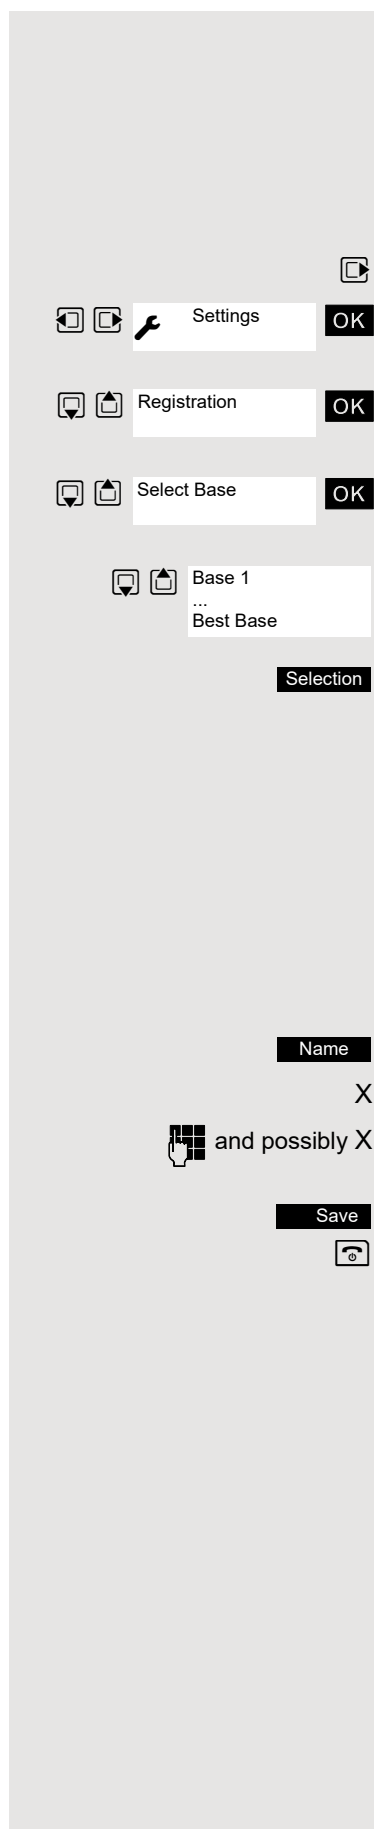 Settings OK
Registration OK
Select Base OK
Base 1
...
Best Base
Selection
Name
X
and possibly X
Save